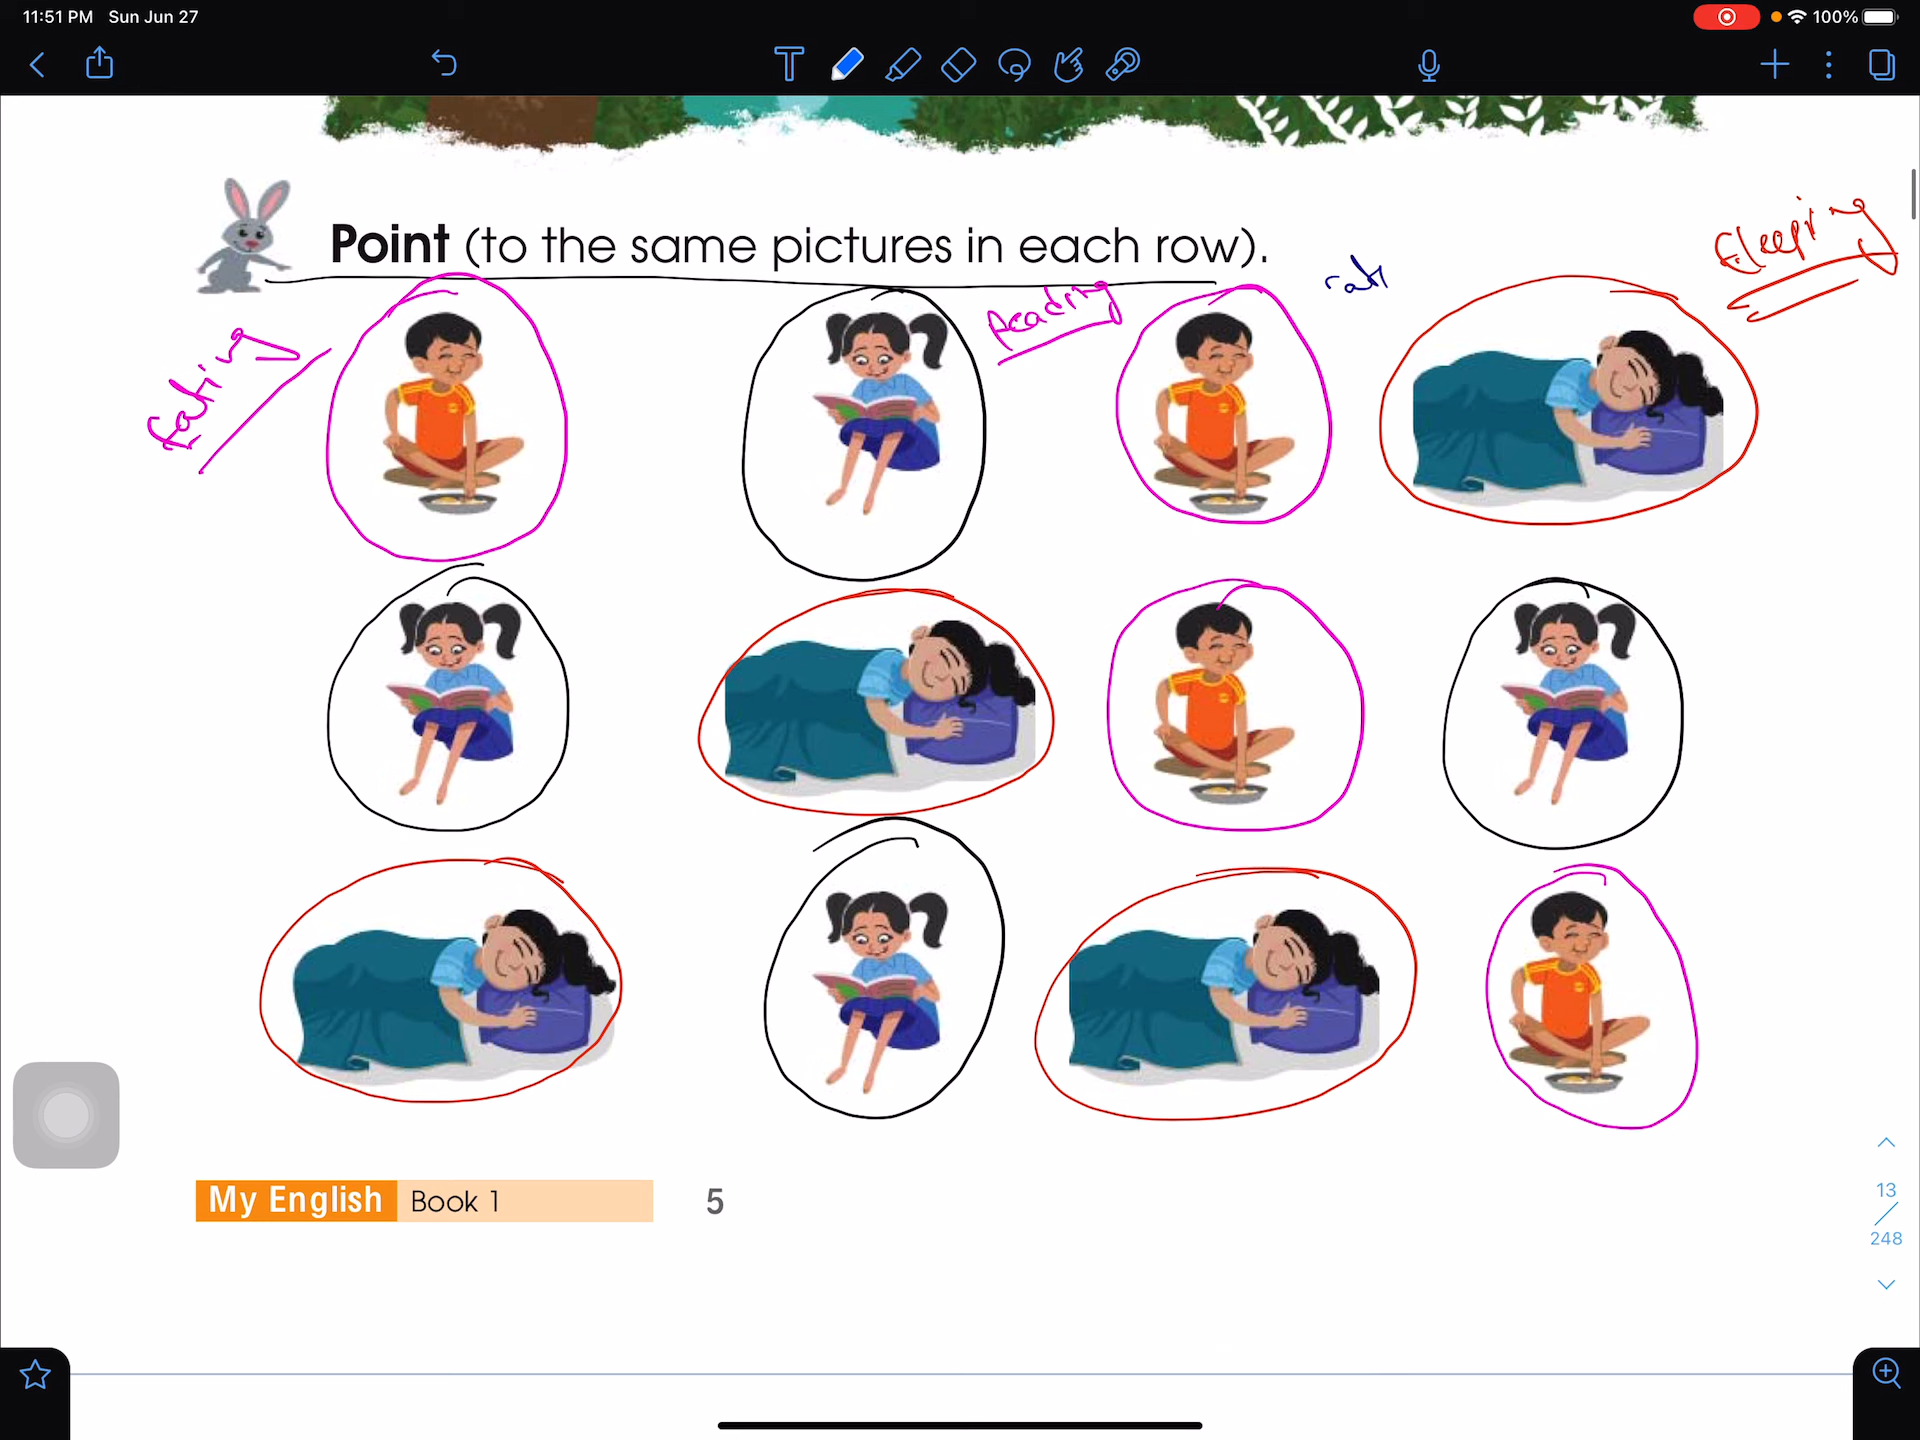 11:51 PM Sun Jun 27
100%
Point (to the same pictures in each row).
Sleeping
Reading
Eating
My English Book 1
5
13
248